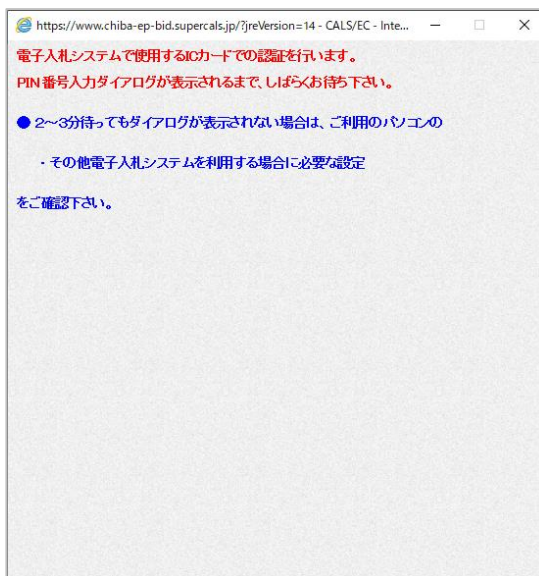 https://www.chiba-ep-bid.supercals.jp/?jreVersion=14 - CALS/EC - Inte...
電子入札システムで使用するICカードでの認証を行います。
PIN番号入力ダイアログが表示されるまで、しばらくお待ち下さい。
● 2～3分待ってもダイアログが表示されない場合は、ご利用のパソコンの
・その他電子入札システムを利用する場合に必要な設定
をご確認下さい。